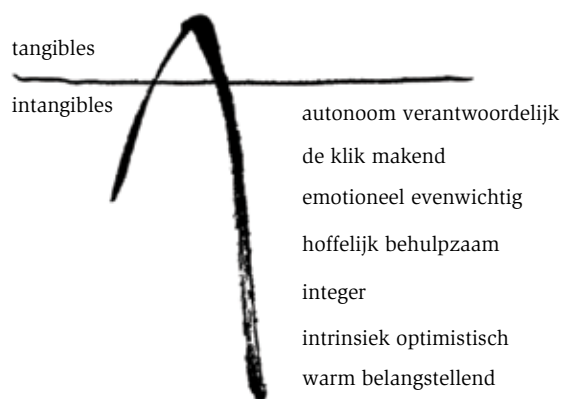 tangibles
intangibles
autonoom verantwoordelijk
de klik makend
emotioneel evenwichtig
hoffelijk behulpzaam
integer
intrinsiek optimistisch
warm belangstellend